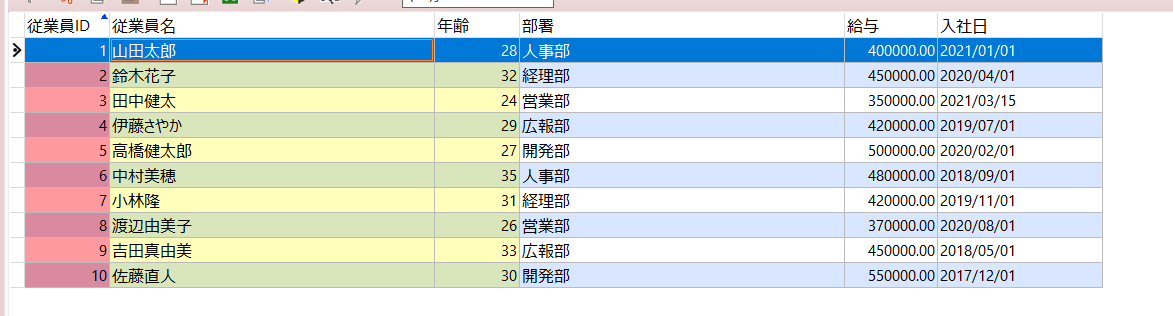 従業員ID 従業員名 年齢 部署 給与 入社日
1 山田太郎 28 人事部 400000.00 2021/01/01
2 鈴木花子 32 経理部 450000.00 2020/04/01
3 田中健太 24 営業部 350000.00 2021/03/15
4 伊藤さやか 29 広報部 420000.00 2019/07/01
5 高橋健太郎 27 開発部 500000.00 2020/02/01
6 中村美穂 35 人事部 480000.00 2018/09/01
7 小林隆 31 経理部 420000.00 2019/11/01
8 渡辺由美子 26 営業部 370000.00 2020/08/01
9 吉田真由美 33 広報部 450000.00 2018/05/01
10 佐藤直人 30 開発部 550000.00 2017/12/01